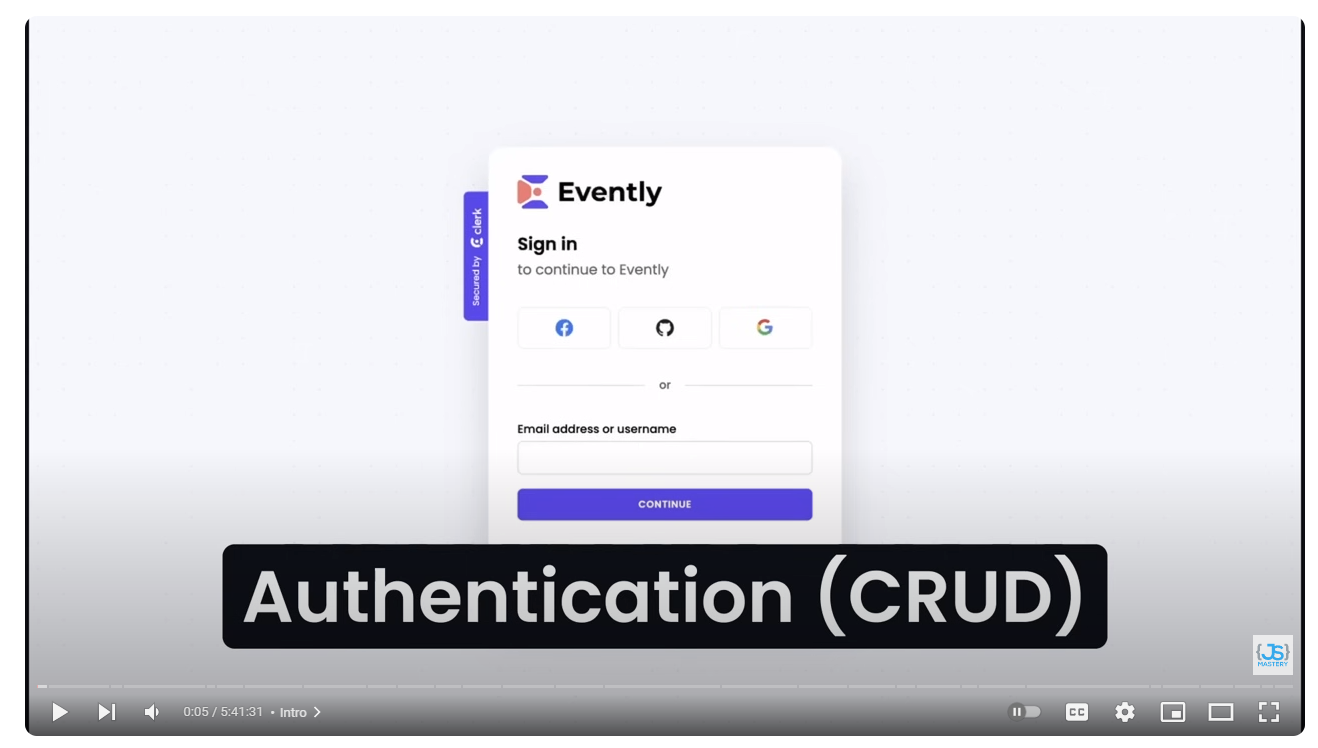 Evently
Secured by clerk
Sign in
to continue to Evently
or
Email address or username
CONTINUE
Authentication (CRUD)
{JS}
MASTERY
0:05 / 5:41:31 • Intro
CC